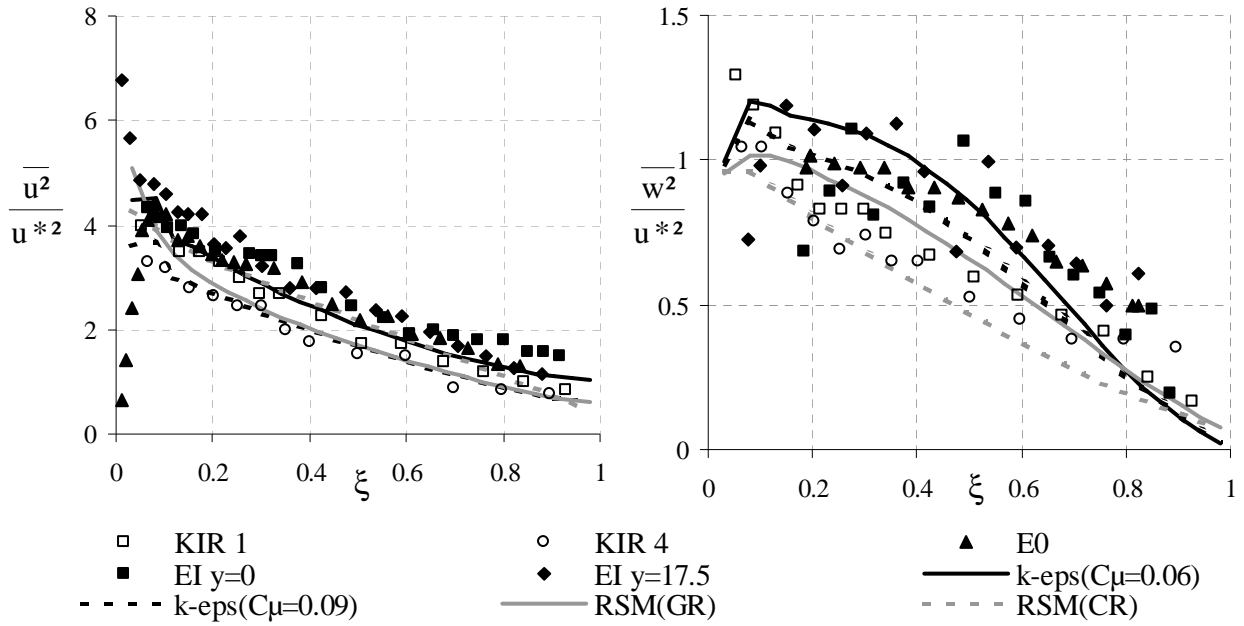 8
6
4
2
0
u²
u*²
0
0.2
0.4
0.6
0.8
1
ξ
1.5
1
0.5
0
w²
u*²
0
0.2
0.4
0.6
0.8
1
ξ
KIR 1
KIR 4
E0
EI y=0
EI y=17.5
k-eps(Cμ=0.06)
k-eps(Cμ=0.09)
RSM(GR)
RSM(CR)